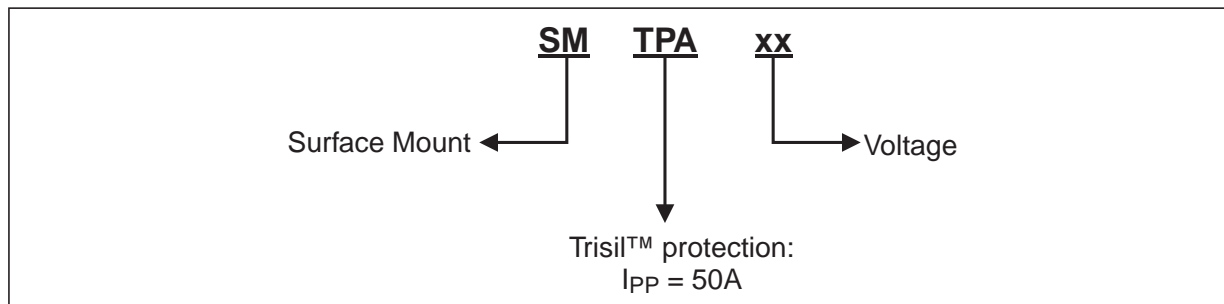 SM TPA xx
Surface Mount
Voltage
Trisil™ protection:
IPP = 50A